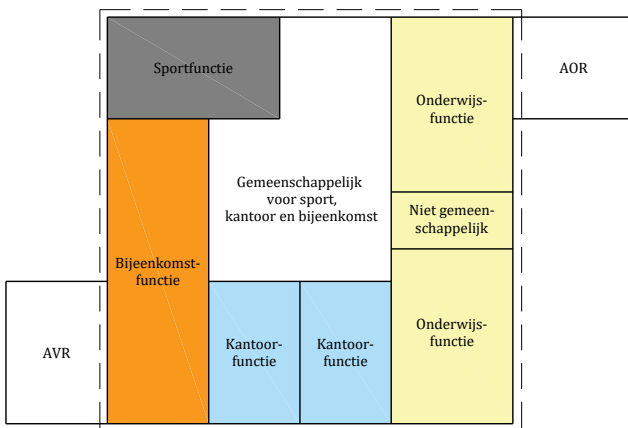 Sportfunctie
AOR
Onderwijs-
functie
Gemeenschappelijk
voor sport,
kantoor en bijeenkomst
Niet gemeen-
schappelijk
Bijeenkomst-
functie
AVR
Kantoor-
functie
Kantoor-
functie
Onderwijs-
functie